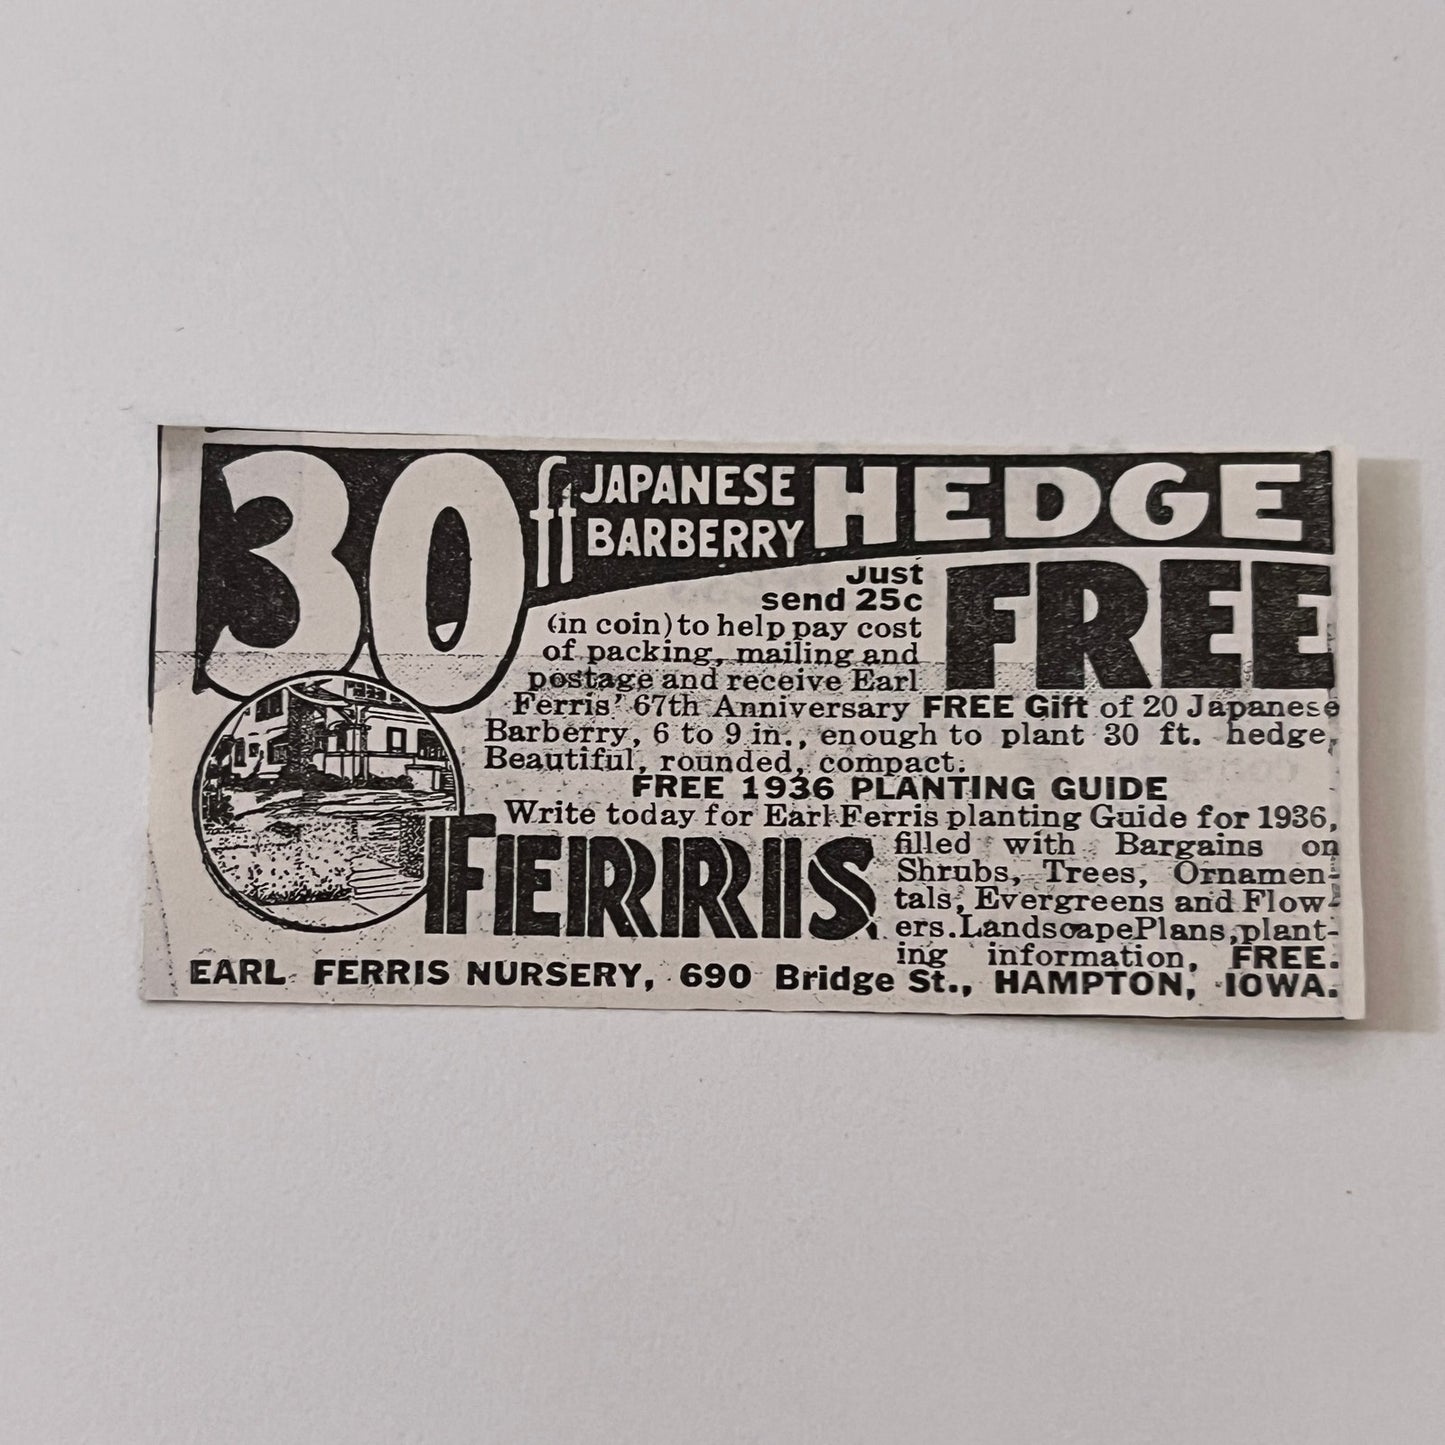 30 ft JAPANESE BARBERRY HEDGE
FREE
Just
send 25c
(in coin) to help pay cost
of packing, mailing and
postage and receive Earl
Ferris' 67th Anniversary FREE Gift of 20 Japanese
Barberry, 6 to 9 in., enough to plant 30 ft. hedge,
Beautiful, rounded, compact.
FREE 1936 PLANTING GUIDE
Write today for Earl Ferris planting Guide for 1936,
filled with Bargains on
Shrubs, Trees, Ornamen-
tals, Evergreens and Flow-
ers. Landscape Plans, plant-
ing information, FREE.
FERRIS
EARL FERRIS NURSERY, 690 Bridge St., HAMPTON, IOWA.